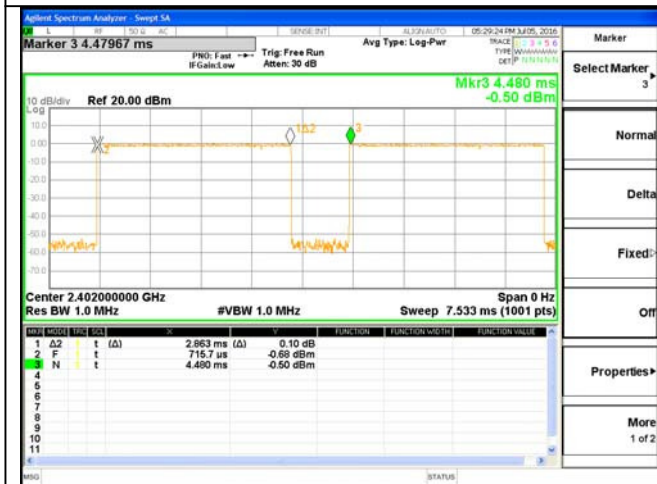 Agilent Spectrum Analyzer - Swept SA
L RF 50 Ω AC SENSE:INT ALIGN AUTO 05:29:24 PM Jul 05, 2016
Marker 3 4.47967 ms
PNO: Fast
IFGain:Low
Trig: Free Run
Atten: 30 dB
Avg Type: Log-Pwr
TRACE 1 2 3 4 5 6
TYPE
DET P N N N N N
Mkr3 4.480 ms
-0.50 dBm
10 dB/div Ref 20.00 dBm
Log
10.0
0.00
-10.0
-20.0
-30.0
-40.0
-50.0
-60.0
-70.0
1Δ2
3
Center 2.402000000 GHz Span 0 Hz
Res BW 1.0 MHz #VBW 1.0 MHz Sweep 7.533 ms (1001 pts)
MKR MODE TRC SCL X Y FUNCTION FUNCTION WIDTH FUNCTION VALUE
1 Δ2 1 t (Δ) 2.863 ms (Δ) 0.10 dB
2 F 1 t 715.7 µs -0.68 dBm
3 N 1 t 4.480 ms -0.50 dBm
4
5
6
7
8
9
10
11
MSG STATUS
Marker
Select Marker
3
Normal
Delta
Fixed
Off
Properties
More
1 of 2